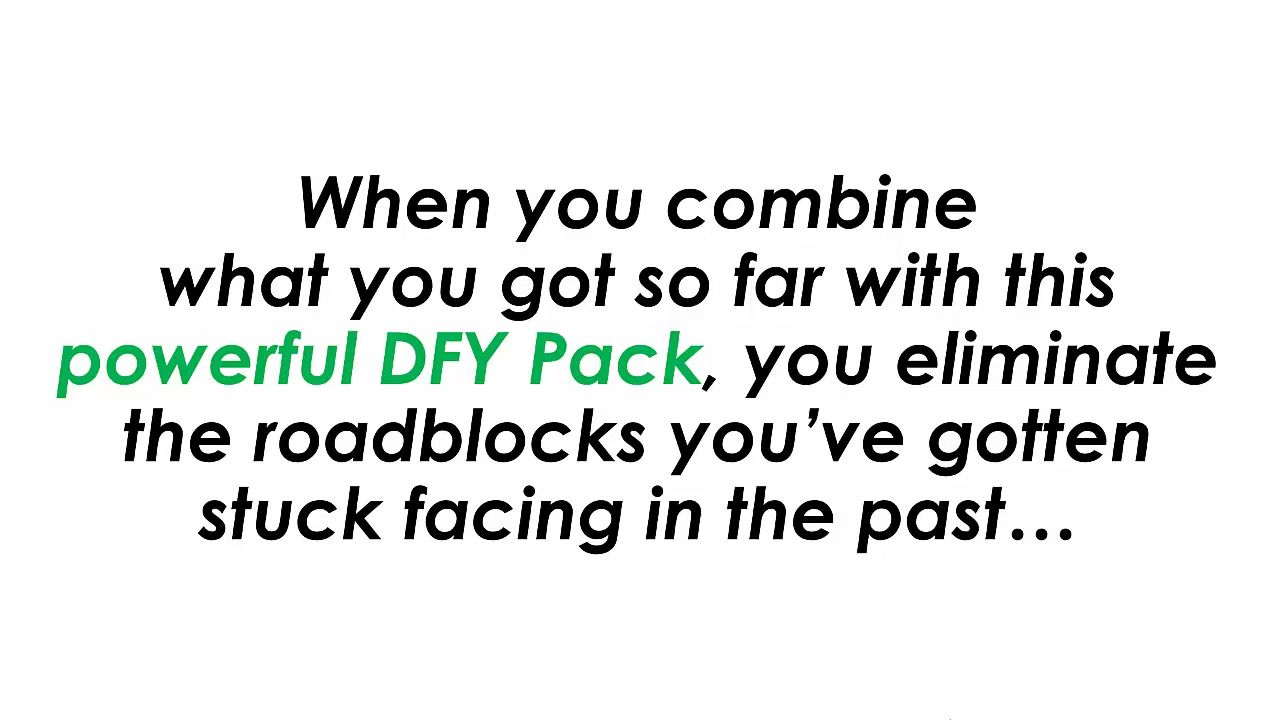 When you combine
what you got so far with this
powerful DFY Pack, you eliminate
the roadblocks you’ve gotten
stuck facing in the past…